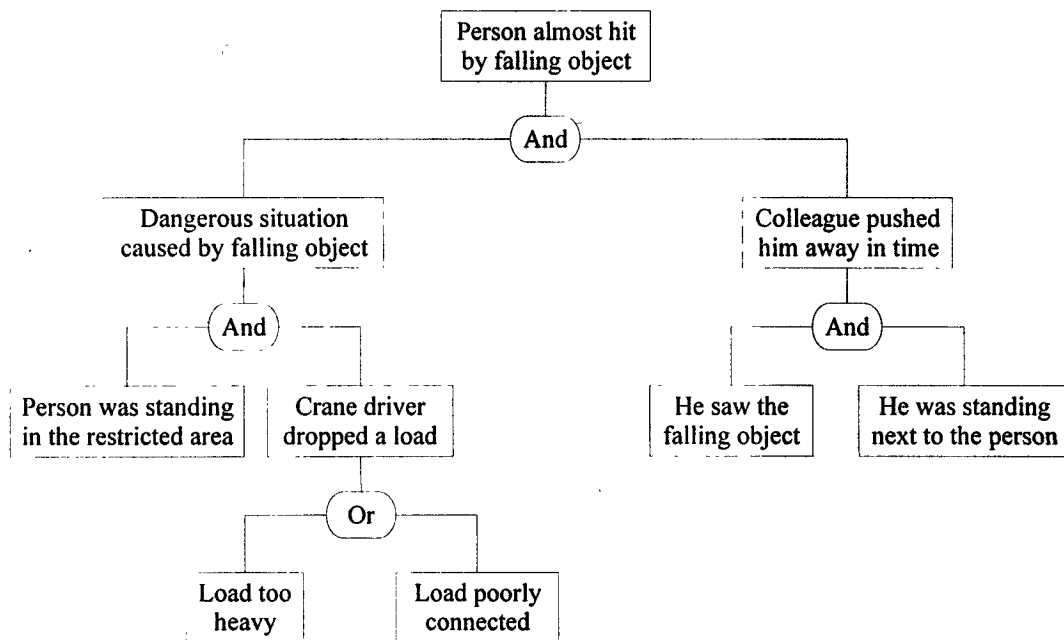 Person almost hit
by falling object
And
Dangerous situation
caused by falling object
Colleague pushed
him away in time
And
And
Person was standing
in the restricted area
Crane driver
dropped a load
He saw the
falling object
He was standing
next to the person
Or
Load too
heavy
Load poorly
connected